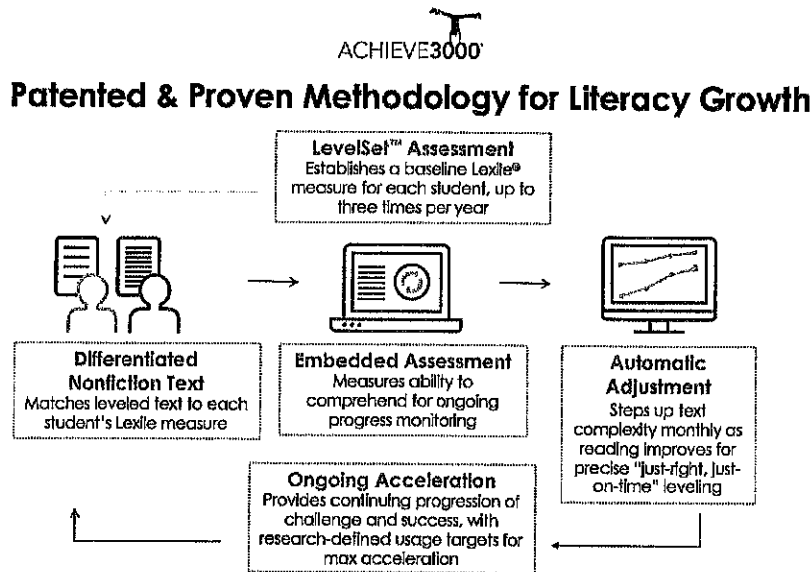 ACHIEVE3000®
Patented & Proven Methodology for Literacy Growth
LevelSet™ Assessment
Establishes a baseline Lexile®
measure for each student, up to
three times per year
Differentiated
Nonfiction Text
Matches leveled text to each
student's Lexile measure
Embedded Assessment
Measures ability to
comprehend for ongoing
progress monitoring
Automatic
Adjustment
Steps up text
complexity monthly as
reading improves for
precise "just-right, just-
on-time" leveling
Ongoing Acceleration
Provides continuing progression of
challenge and success, with
research-defined usage targets for
max acceleration